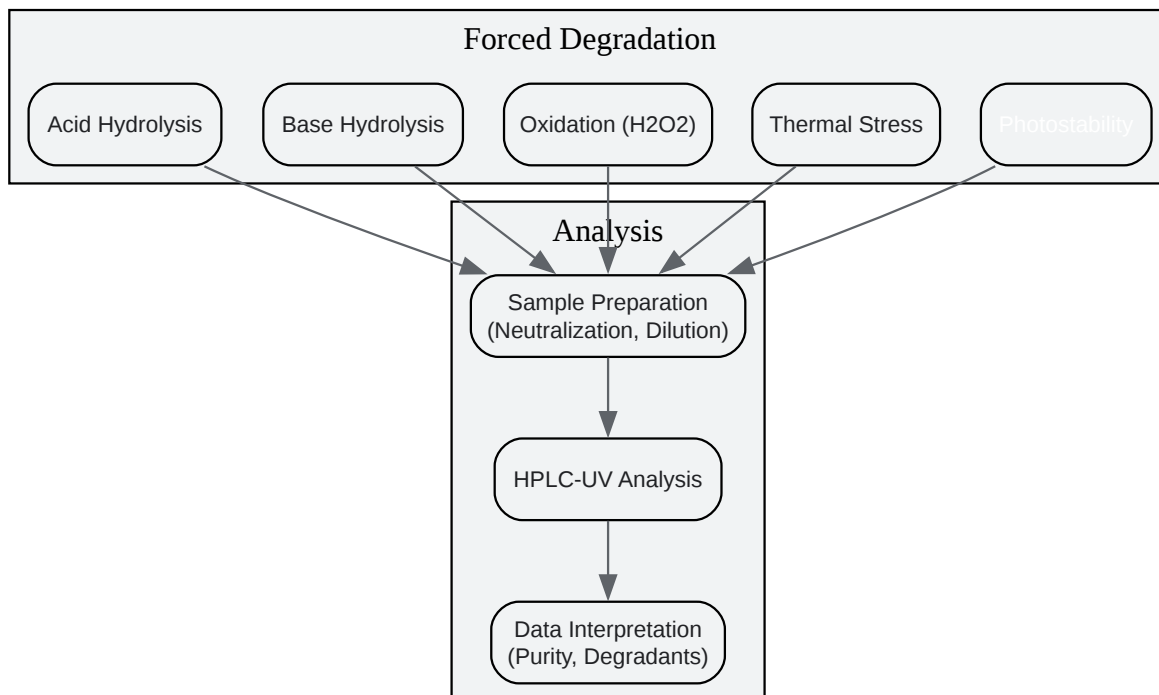 Forced Degradation
Acid Hydrolysis
Base Hydrolysis
Oxidation (H2O2)
Thermal Stress
Photostability
Analysis
Sample Preparation
(Neutralization, Dilution)
HPLC-UV Analysis
Data Interpretation
(Purity, Degradants)